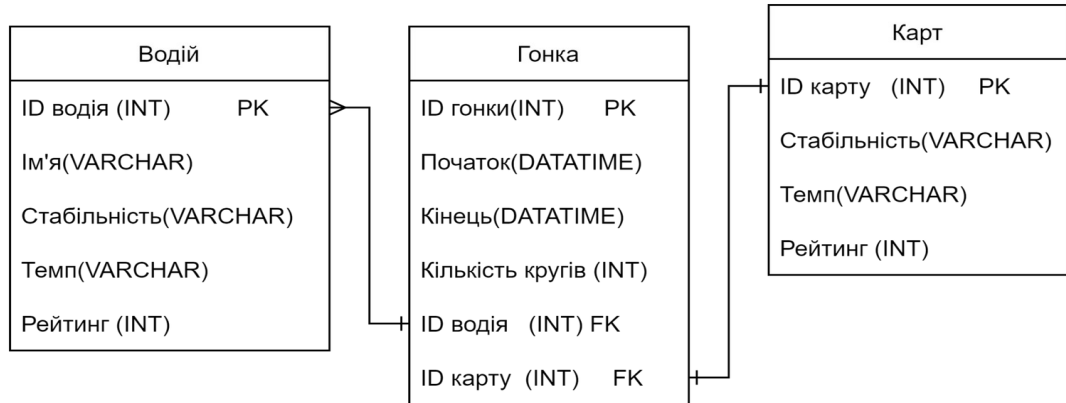 Водій
ID водія (INT) PK
Ім'я(VARCHAR)
Стабільність(VARCHAR)
Темп(VARCHAR)
Рейтинг (INT)
Гонка
ID гонки(INT) PK
Початок(DATATIME)
Кінець(DATATIME)
Кількість кругів (INT)
ID водія (INT) FK
ID карту (INT) FK
Карт
ID карту (INT) PK
Стабільність(VARCHAR)
Темп(VARCHAR)
Рейтинг (INT)